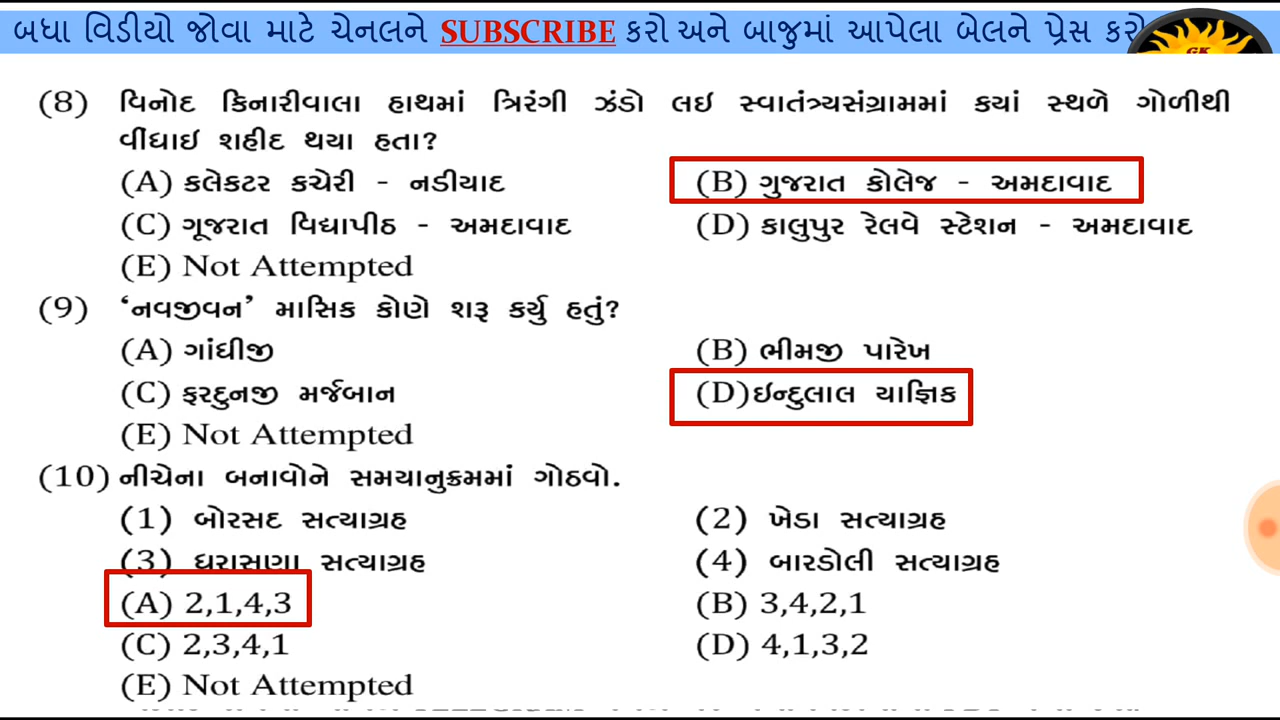 બધા વિડીયો જોવા માટે ચેનલને SUBSCRIBE કરો અને બાજુમાં આપેલા બેલને પ્રેસ કરો
GK
(8) વિનોદ કિનારીવાલા હાથમાં ત્રિરંગી ઝંડો લઇ સ્વાતંત્ર્યસંગ્રામમાં કયાં સ્થળે ગોળીથી
વીંધાઇ શહીદ થયા હતા?
(A) કલેકટર કચેરી - નડીયાદ (B) ગુજરાત કોલેજ - અમદાવાદ
(C) ગૂજરાત વિદ્યાપીઠ - અમદાવાદ (D) કાલુપુર રેલવે સ્ટેશન - અમદાવાદ
(E) Not Attempted
(9) ‘નવજીવન’ માસિક કોણે શરૂ કર્યુ હતું?
(A) ગાંધીજી (B) ભીમજી પારેખ
(C) ફરદુનજી મર્જબાન (D) ઇન્દુલાલ યાજ્ઞિક
(E) Not Attempted
(10) નીચેના બનાવોને સમયાનુક્રમમાં ગોઠવો.
(1) બોરસદ સત્યાગ્રહ (2) ખેડા સત્યાગ્રહ
(3) ધરાસણા સત્યાગ્રહ (4) બારડોલી સત્યાગ્રહ
(A) 2,1,4,3 (B) 3,4,2,1
(C) 2,3,4,1 (D) 4,1,3,2
(E) Not Attempted